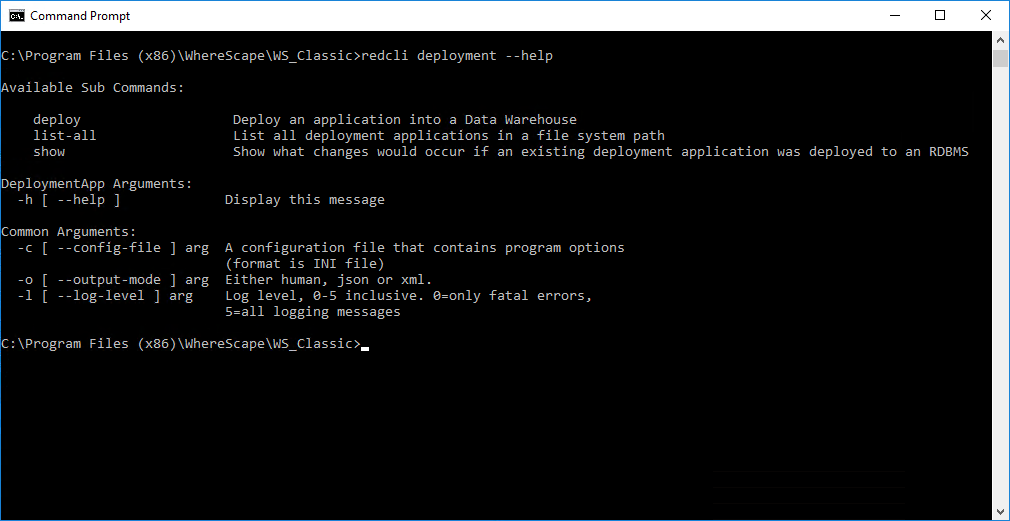 Command Prompt
C:\Program Files (x86)\WhereScape\WS_Classic>redcli deployment --help
Available Sub Commands:
deploy Deploy an application into a Data Warehouse
list-all List all deployment applications in a file system path
show Show what changes would occur if an existing deployment application was deployed to an RDBMS
DeploymentApp Arguments:
-h [ --help ] Display this message
Common Arguments:
-c [ --config-file ] arg A configuration file that contains program options
(format is INI file)
-o [ --output-mode ] arg Either human, json or xml.
-l [ --log-level ] arg Log level, 0-5 inclusive. 0=only fatal errors,
5=all logging messages
C:\Program Files (x86)\WhereScape\WS_Classic>